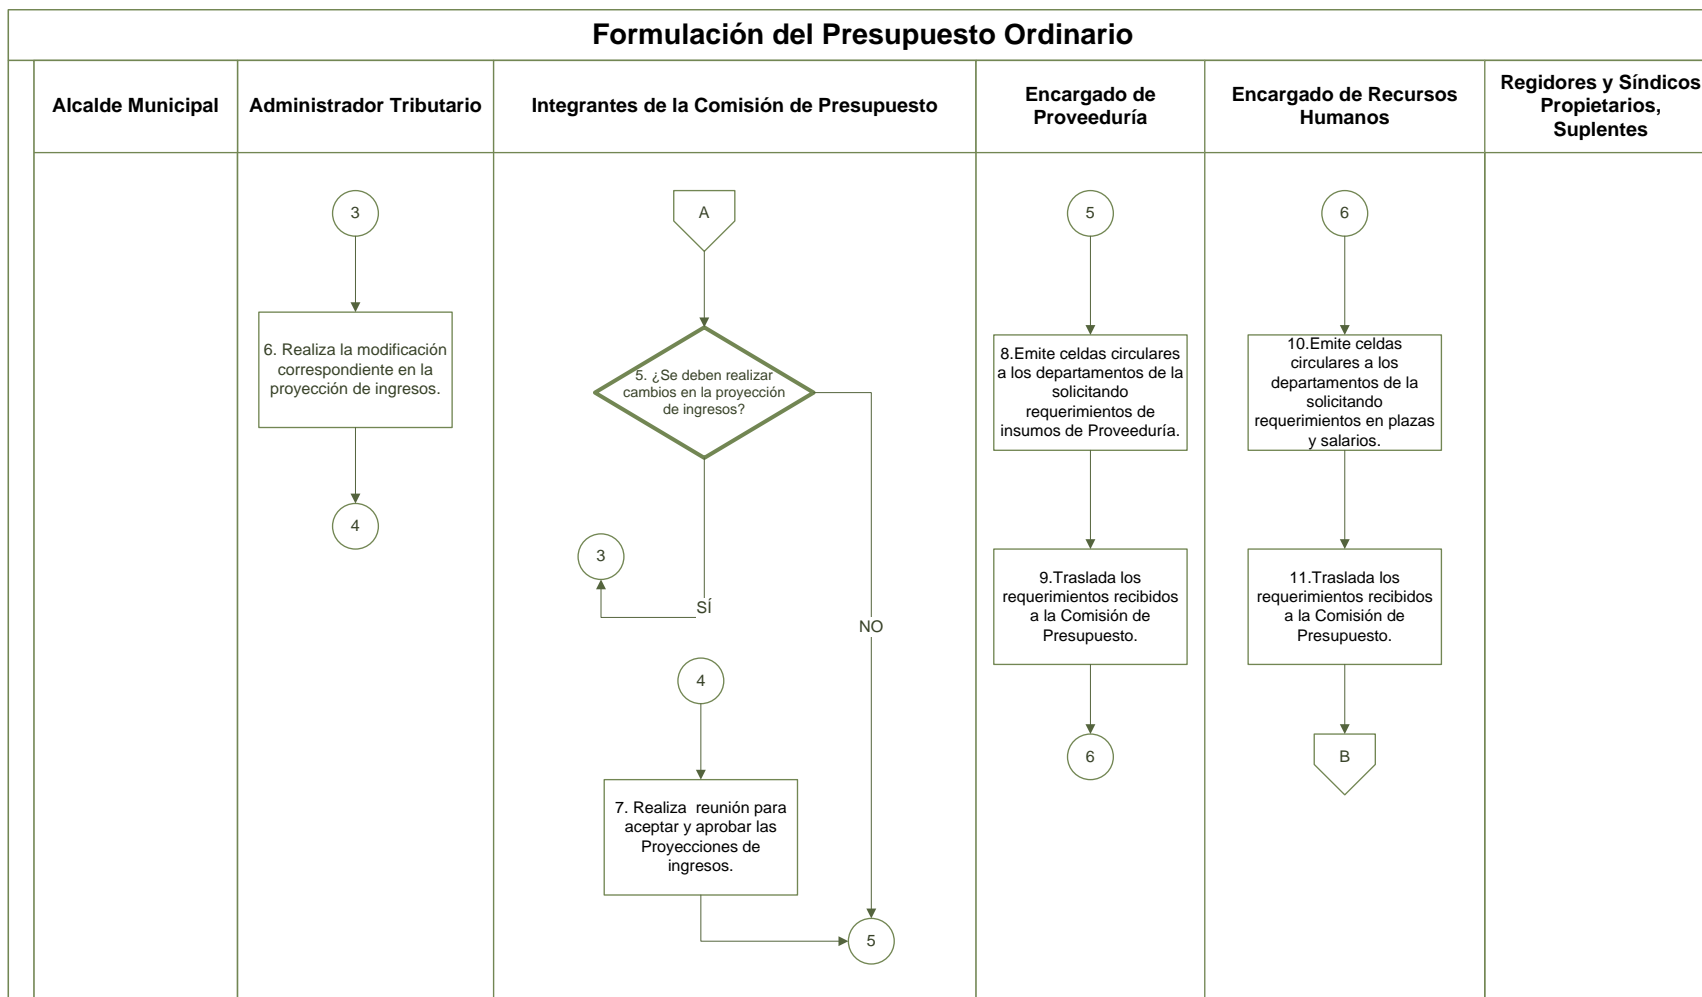 Formulación del Presupuesto Ordinario
Alcalde Municipal
Administrador Tributario
Integrantes de la Comisión de Presupuesto
Encargado de
Proveeduría
Encargado de Recursos
Humanos
Regidores y Síndicos
Propietarios,
Suplentes
3
6. Realiza la modificación
correspondiente en la
proyección de ingresos.
4
A
5. ¿Se deben realizar
cambios en la proyección
de ingresos?
SÍ
3
NO
4
7. Realiza  reunión para
aceptar y aprobar las
Proyecciones de
ingresos.
5
5
8.Emite celdas circulares
a los departamentos de la
solicitando
requerimientos de
insumos de Proveeduría.
9.Traslada los
requerimientos recibidos
a la Comisión de
Presupuesto.
6
6
10.Emite celdas
circulares a los
departamentos de la
solicitando
requerimientos en plazas
y salarios.
11.Traslada los
requerimientos recibidos
a la Comisión de
Presupuesto.
B